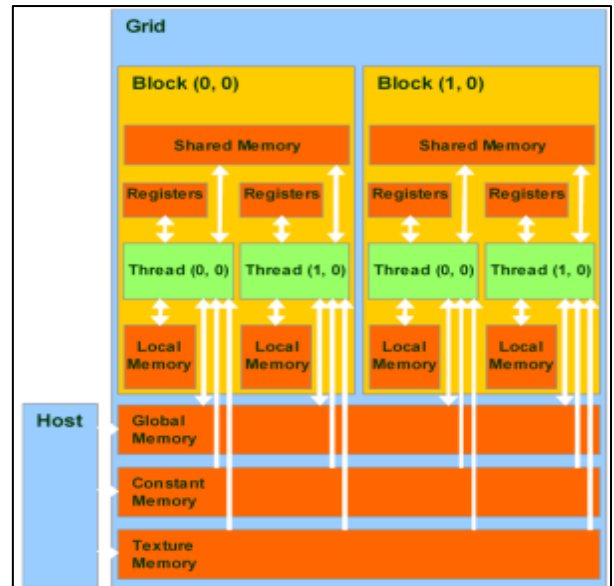 Grid
Block (0, 0)
Block (1, 0)
Shared Memory
Shared Memory
Registers
Registers
Registers
Registers
Thread (0, 0)
Thread (1, 0)
Thread (0, 0)
Thread (1, 0)
Local
Memory
Local
Memory
Local
Memory
Local
Memory
Host
Global
Memory
Constant
Memory
Texture
Memory